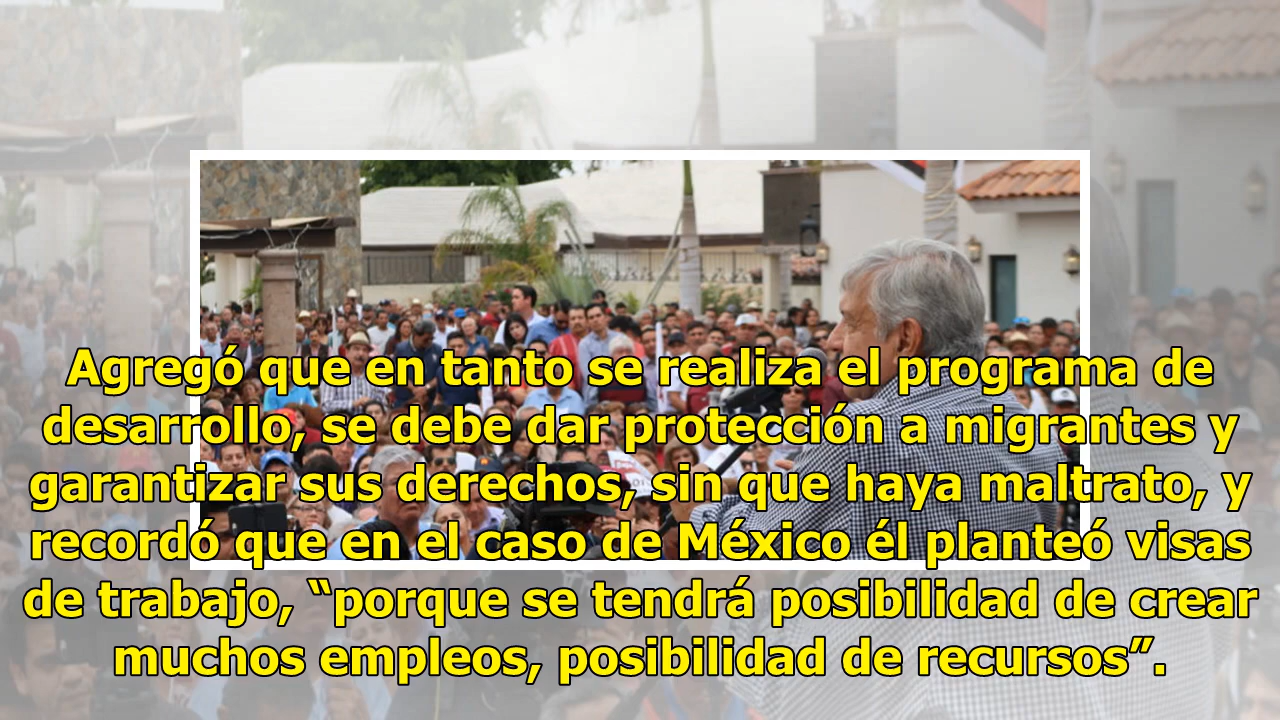 Agregó que en tanto se realiza el programa de
desarrollo, se debe dar protección a migrantes y
garantizar sus derechos, sin que haya maltrato, y
recordó que en el caso de México él planteó visas
de trabajo, “porque se tendrá posibilidad de crear
muchos empleos, posibilidad de recursos”.